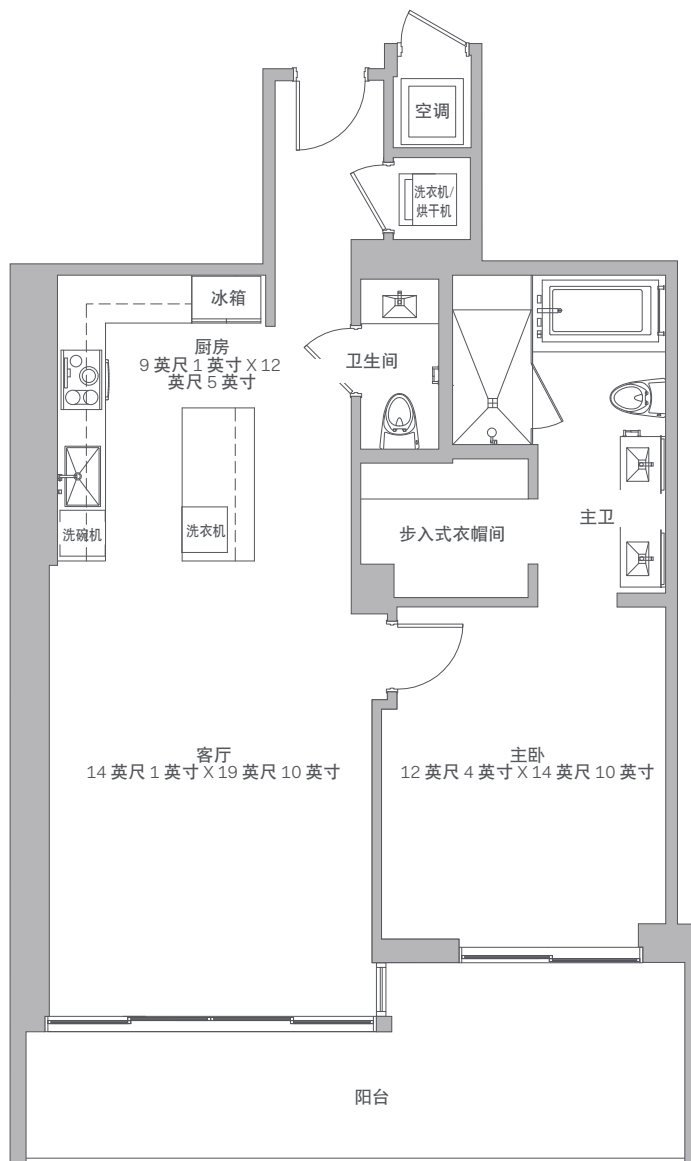 空调
洗衣机/
烘干机
冰箱
厨房
9 英尺 1 英寸 X 12
英尺 5 英寸
卫生间
洗碗机
洗衣机
步入式衣帽间
主卫
客厅
14 英尺 1 英寸 X 19 英尺 10 英寸
主卧
12 英尺 4 英寸 X 14 英尺 10 英寸
阳台